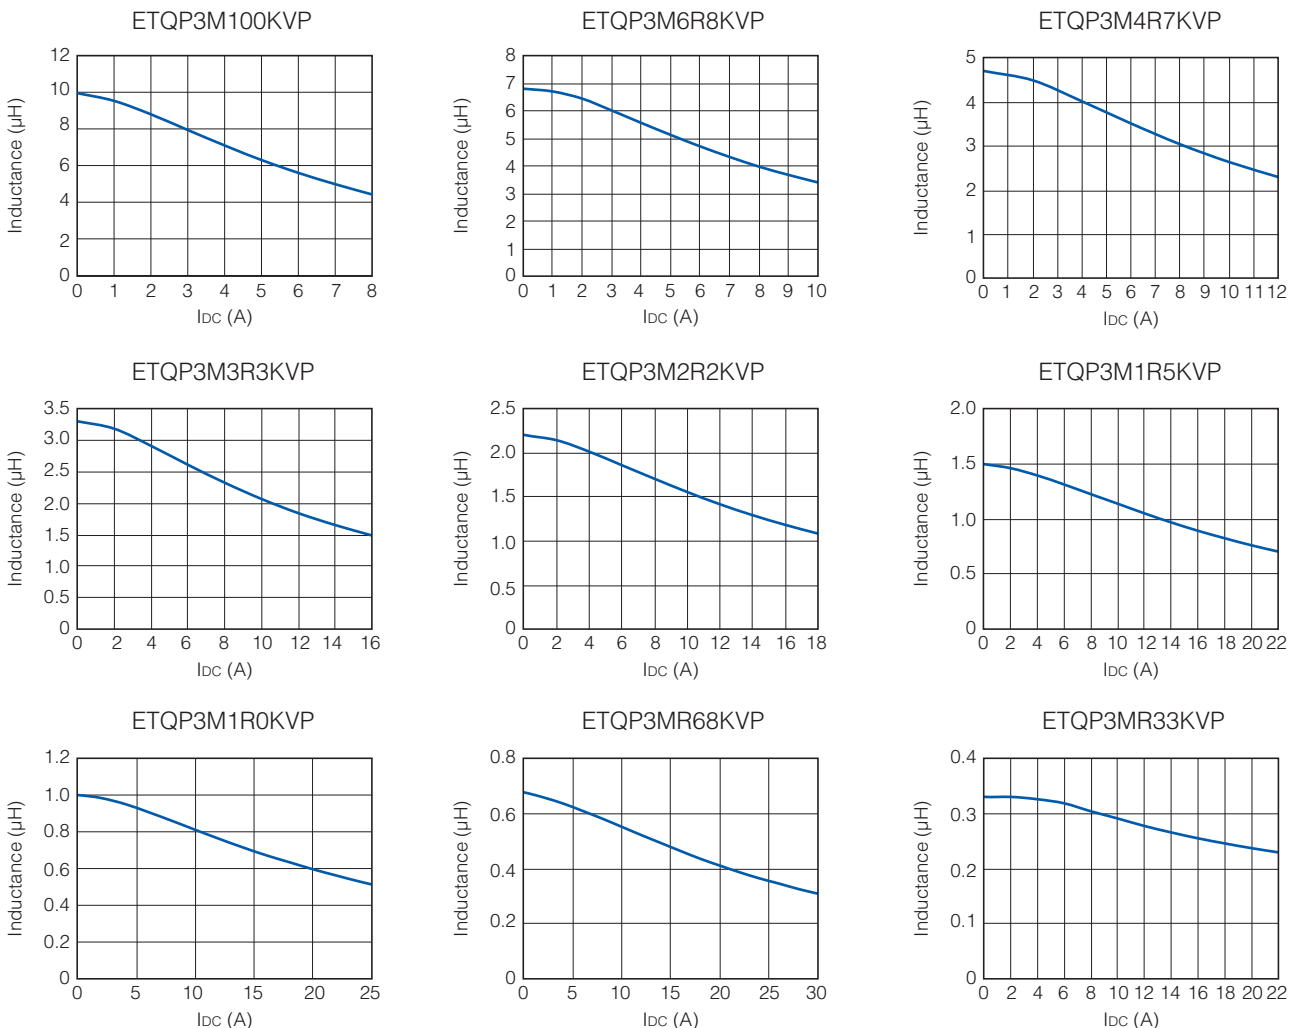 ETQP3M100KVP
Inductance (µH)
12
10
8
6
4
2
0
0 1 2 3 4 5 6 7 8
IDC (A)
ETQP3M6R8KVP
Inductance (µH)
8
7
6
5
4
3
2
1
0
0 1 2 3 4 5 6 7 8 9 10
IDC (A)
ETQP3M4R7KVP
Inductance (µH)
5
4
3
2
1
0
0 1 2 3 4 5 6 7 8 9 10 11 12
IDC (A)
ETQP3M3R3KVP
Inductance (µH)
3.5
3.0
2.5
2.0
1.5
1.0
0.5
0
0 2 4 6 8 10 12 14 16
IDC (A)
ETQP3M2R2KVP
Inductance (µH)
2.5
2.0
1.5
1.0
0.5
0
0 2 4 6 8 10 12 14 16 18
IDC (A)
ETQP3M1R5KVP
Inductance (µH)
2.0
1.5
1.0
0.5
0
0 2 4 6 8 10 12 14 16 18 20 22
IDC (A)
ETQP3M1R0KVP
Inductance (µH)
1.2
1.0
0.8
0.6
0.4
0.2
0
0 5 10 15 20 25
IDC (A)
ETQP3MR68KVP
Inductance (µH)
0.8
0.6
0.4
0.2
0
0 5 10 15 20 25 30
IDC (A)
ETQP3MR33KVP
Inductance (µH)
0.4
0.3
0.2
0.1
0
0 2 4 6 8 10 12 14 16 18 20 22
IDC (A)